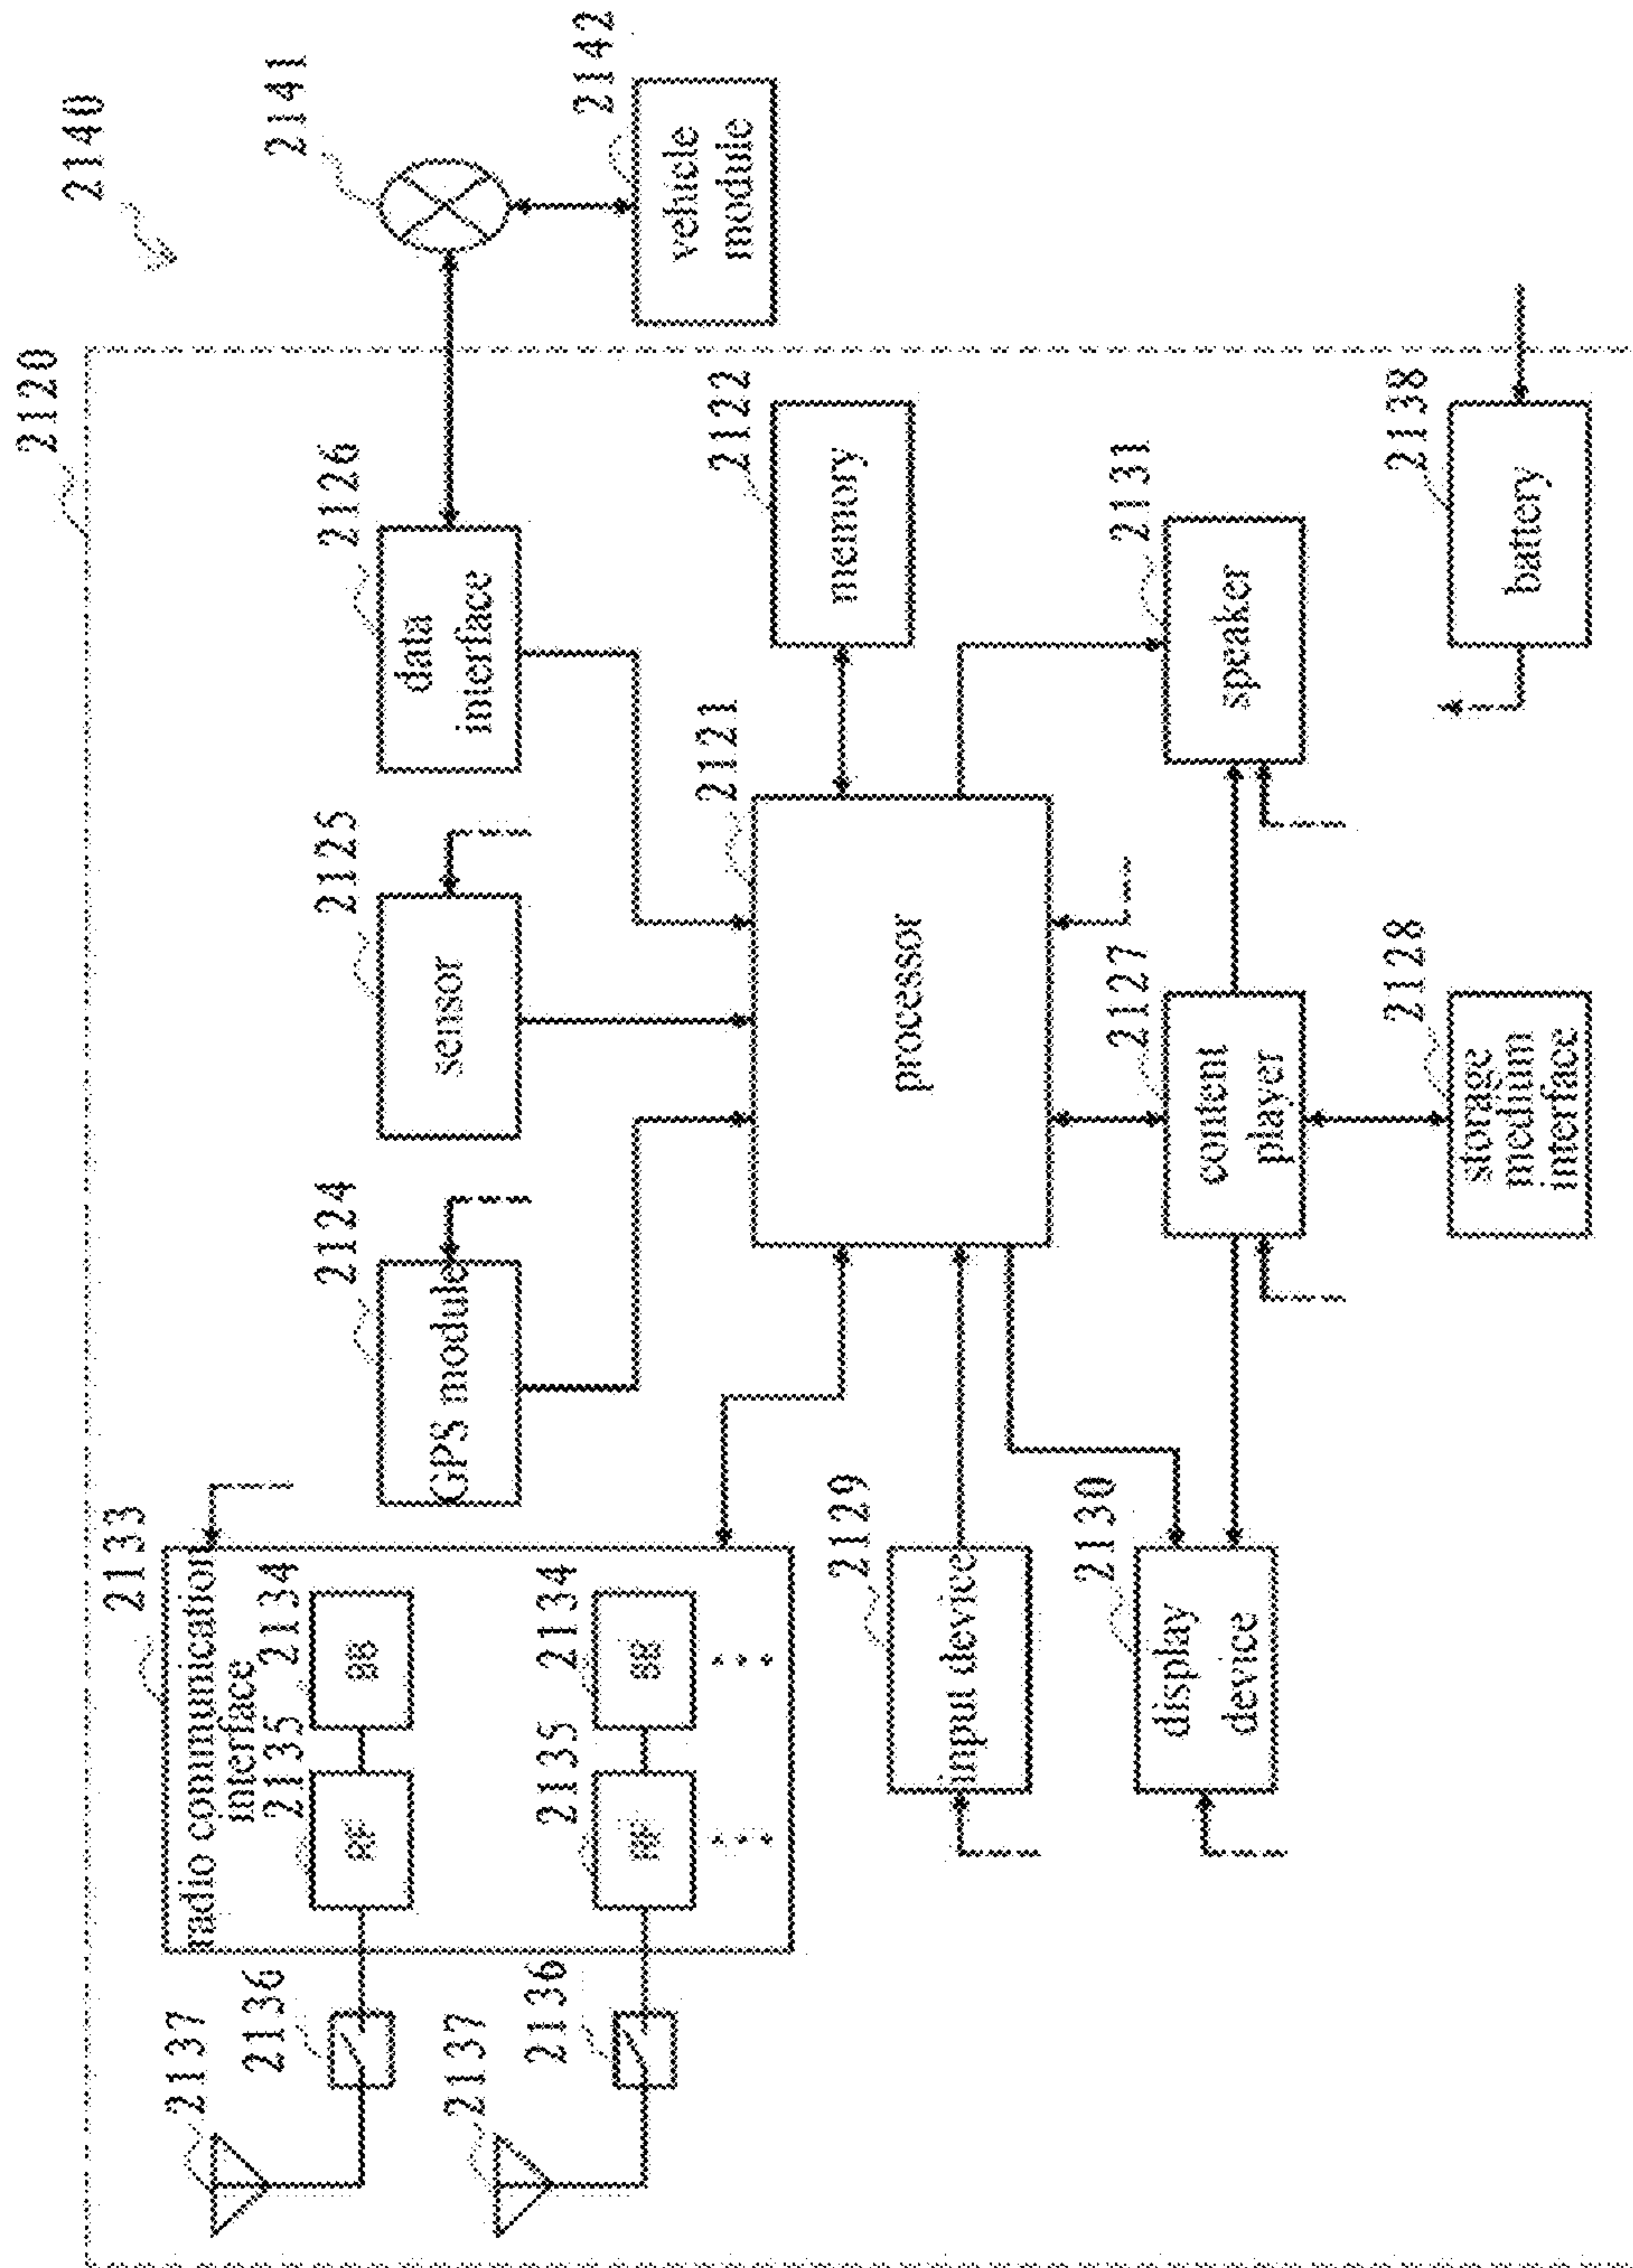 2140
2120
2141
2142
vehicle
module
2133
radio communication
interface
2137
2136
2135
RF
2134
BB
2137
2136
2135
RF
2134
BB
2124
GPS module
2125
sensor
2126
data
interface
2121
processor
2122
memory
2129
input device
2130
display
device
2127
content
player
2131
speaker
2128
storage
medium
interface
2138
battery